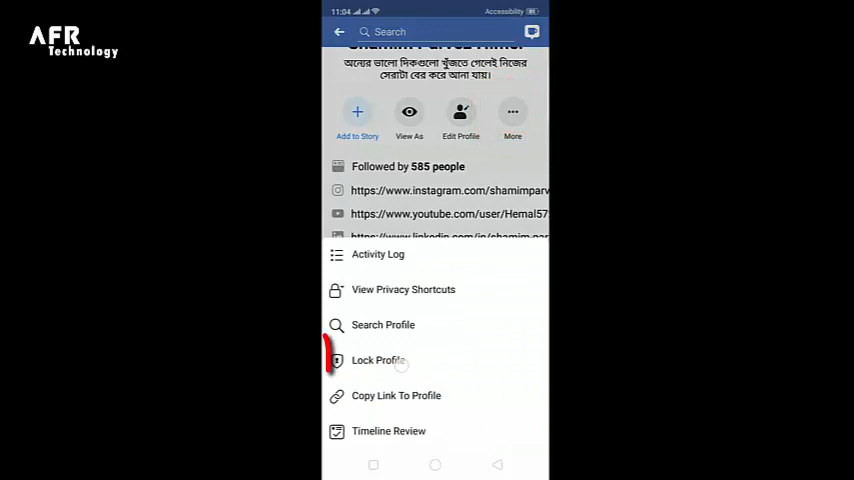 AFR
Technology
11:04
Accessibility
Search
অন্যের ভালো দিকগুলো খুঁজতে গেলেই নিজের
সেরাটা বের করে আনা যায়।
Add to Story
View As
Edit Profile
More
Followed by 585 people
https://www.instagram.com/shamimparv
https://www.youtube.com/user/Hemal57
Activity Log
View Privacy Shortcuts
Search Profile
Lock Profile
Copy Link To Profile
Timeline Review